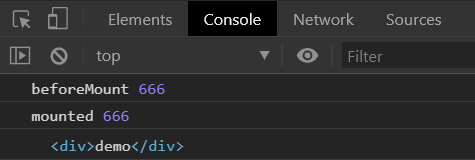 Elements Console Network Sources
top Filter
beforeMount 666
mounted 666
<div>demo</div>